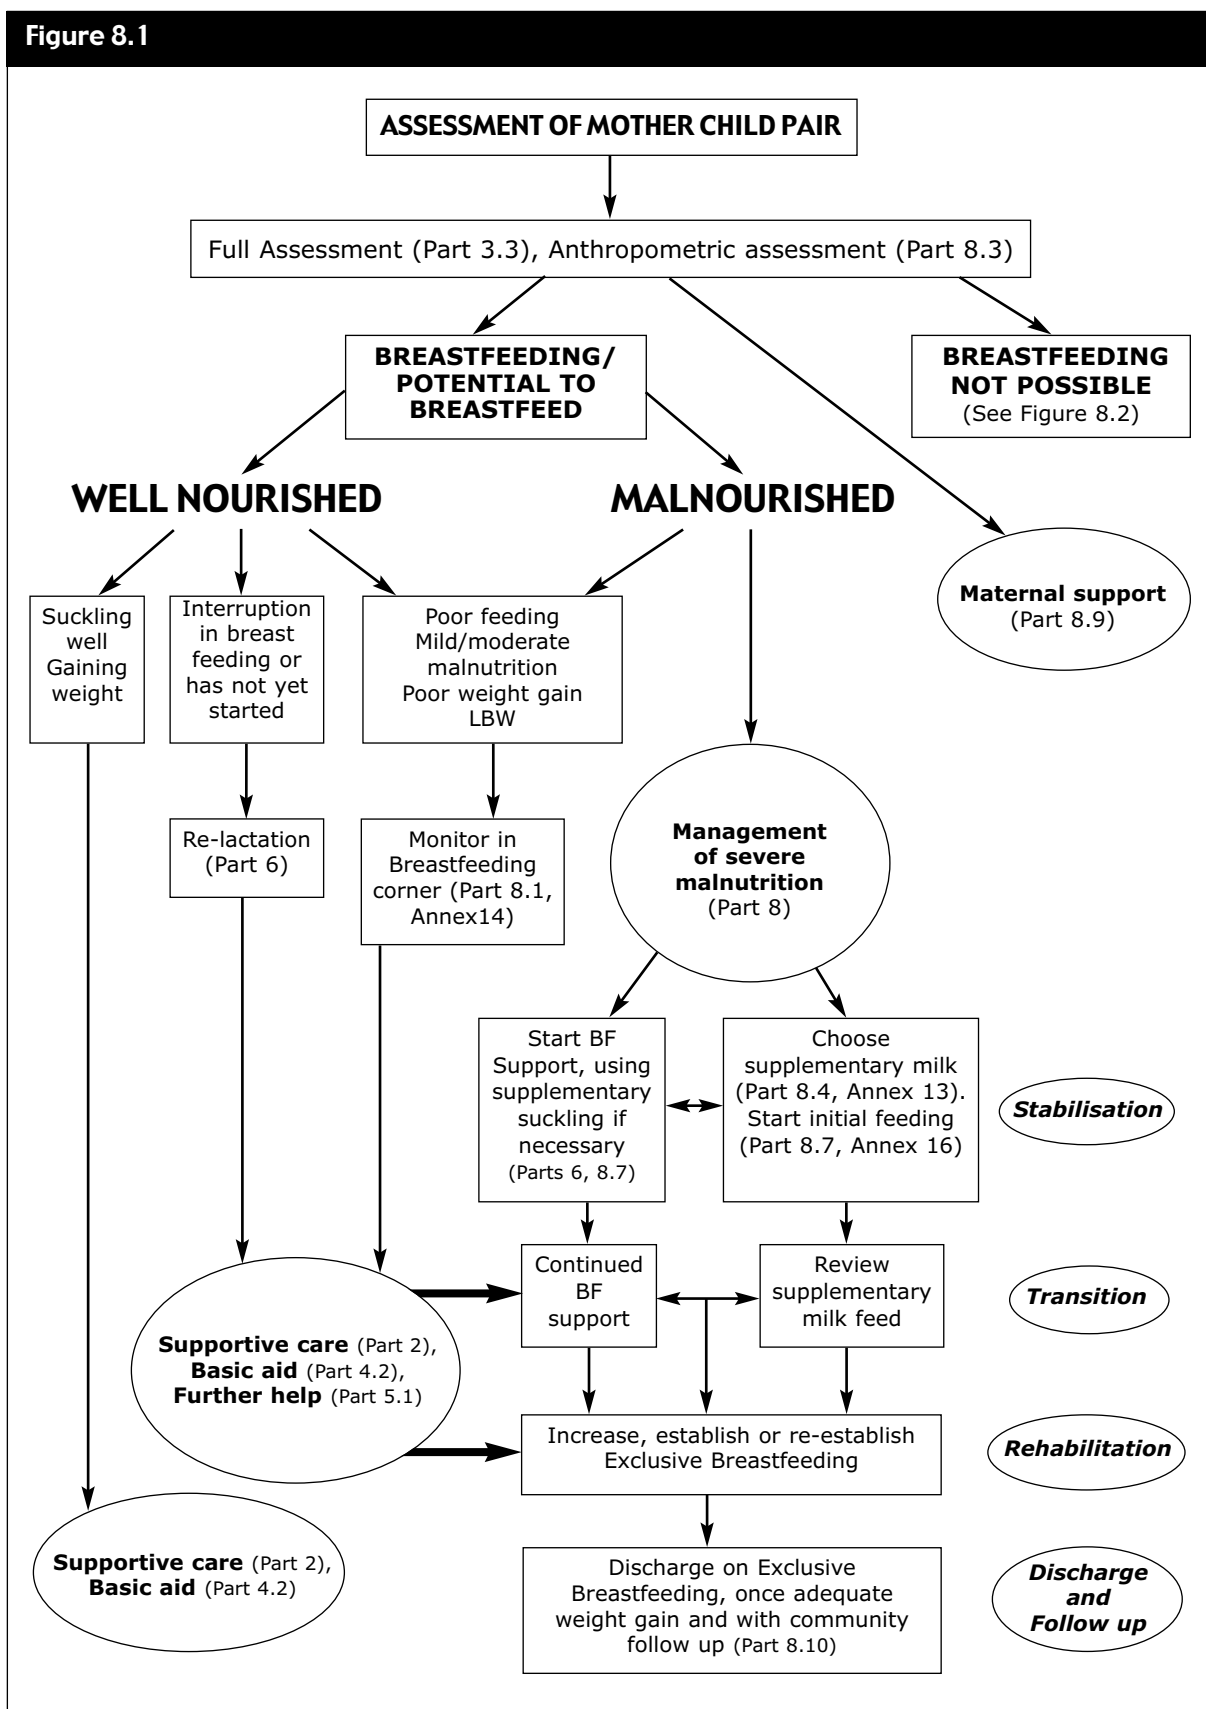 Figure 8.1
ASSESSMENT OF MOTHER CHILD PAIR
Full Assessment (Part 3.3), Anthropometric assessment (Part 8.3)
BREASTFEEDING/
POTENTIAL TO
BREASTFEED
BREASTFEEDING
NOT POSSIBLE
(See Figure 8.2)
WELL NOURISHED
MALNOURISHED
Maternal support
(Part 8.9)
Suckling
well
Gaining
weight
Interruption
in breast
feeding or
has not yet
started
Poor feeding
Mild/moderate
malnutrition
Poor weight gain
LBW
Re-lactation
(Part 6)
Monitor in
Breastfeeding
corner (Part 8.1,
Annex14)
Management
of severe
malnutrition
(Part 8)
Start BF
Support, using
supplementary
suckling if
necessary
(Parts 6, 8.7)
Choose
supplementary milk
(Part 8.4, Annex 13).
Start initial feeding
(Part 8.7, Annex 16)
Stabilisation
Continued
BF
support
Review
supplementary
milk feed
Transition
Supportive care (Part 2),
Basic aid (Part 4.2),
Further help (Part 5.1)
Increase, establish or re-establish
Exclusive Breastfeeding
Rehabilitation
Supportive care (Part 2),
Basic aid (Part 4.2)
Discharge on Exclusive
Breastfeeding, once adequate
weight gain and with community
follow up (Part 8.10)
Discharge
and
Follow up